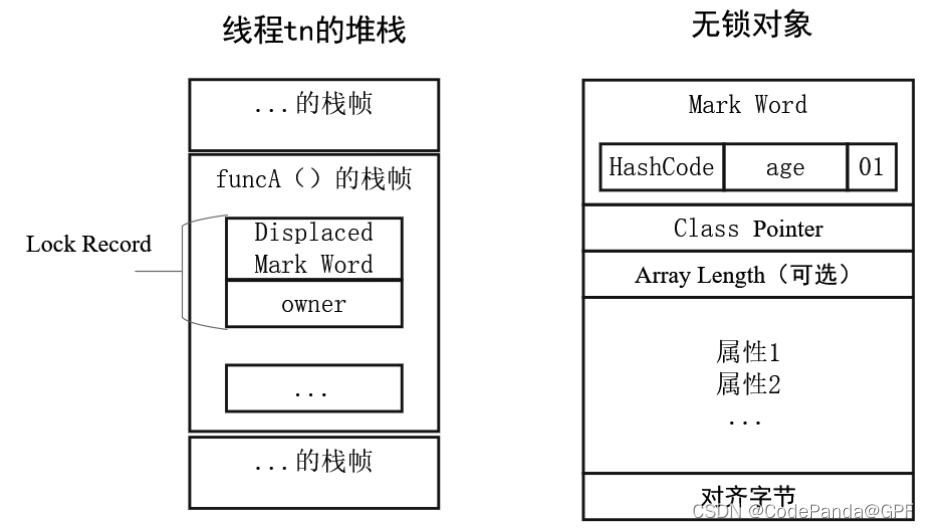 线程tn的堆栈
...的栈帧
funcA（）的栈帧
Lock Record
Displaced
Mark Word
owner
...
...的栈帧
无锁对象
Mark Word
HashCode
age
01
Class Pointer
Array Length（可选）
属性1
属性2
...
对齐字节
CSDN @CodePanda@GPF